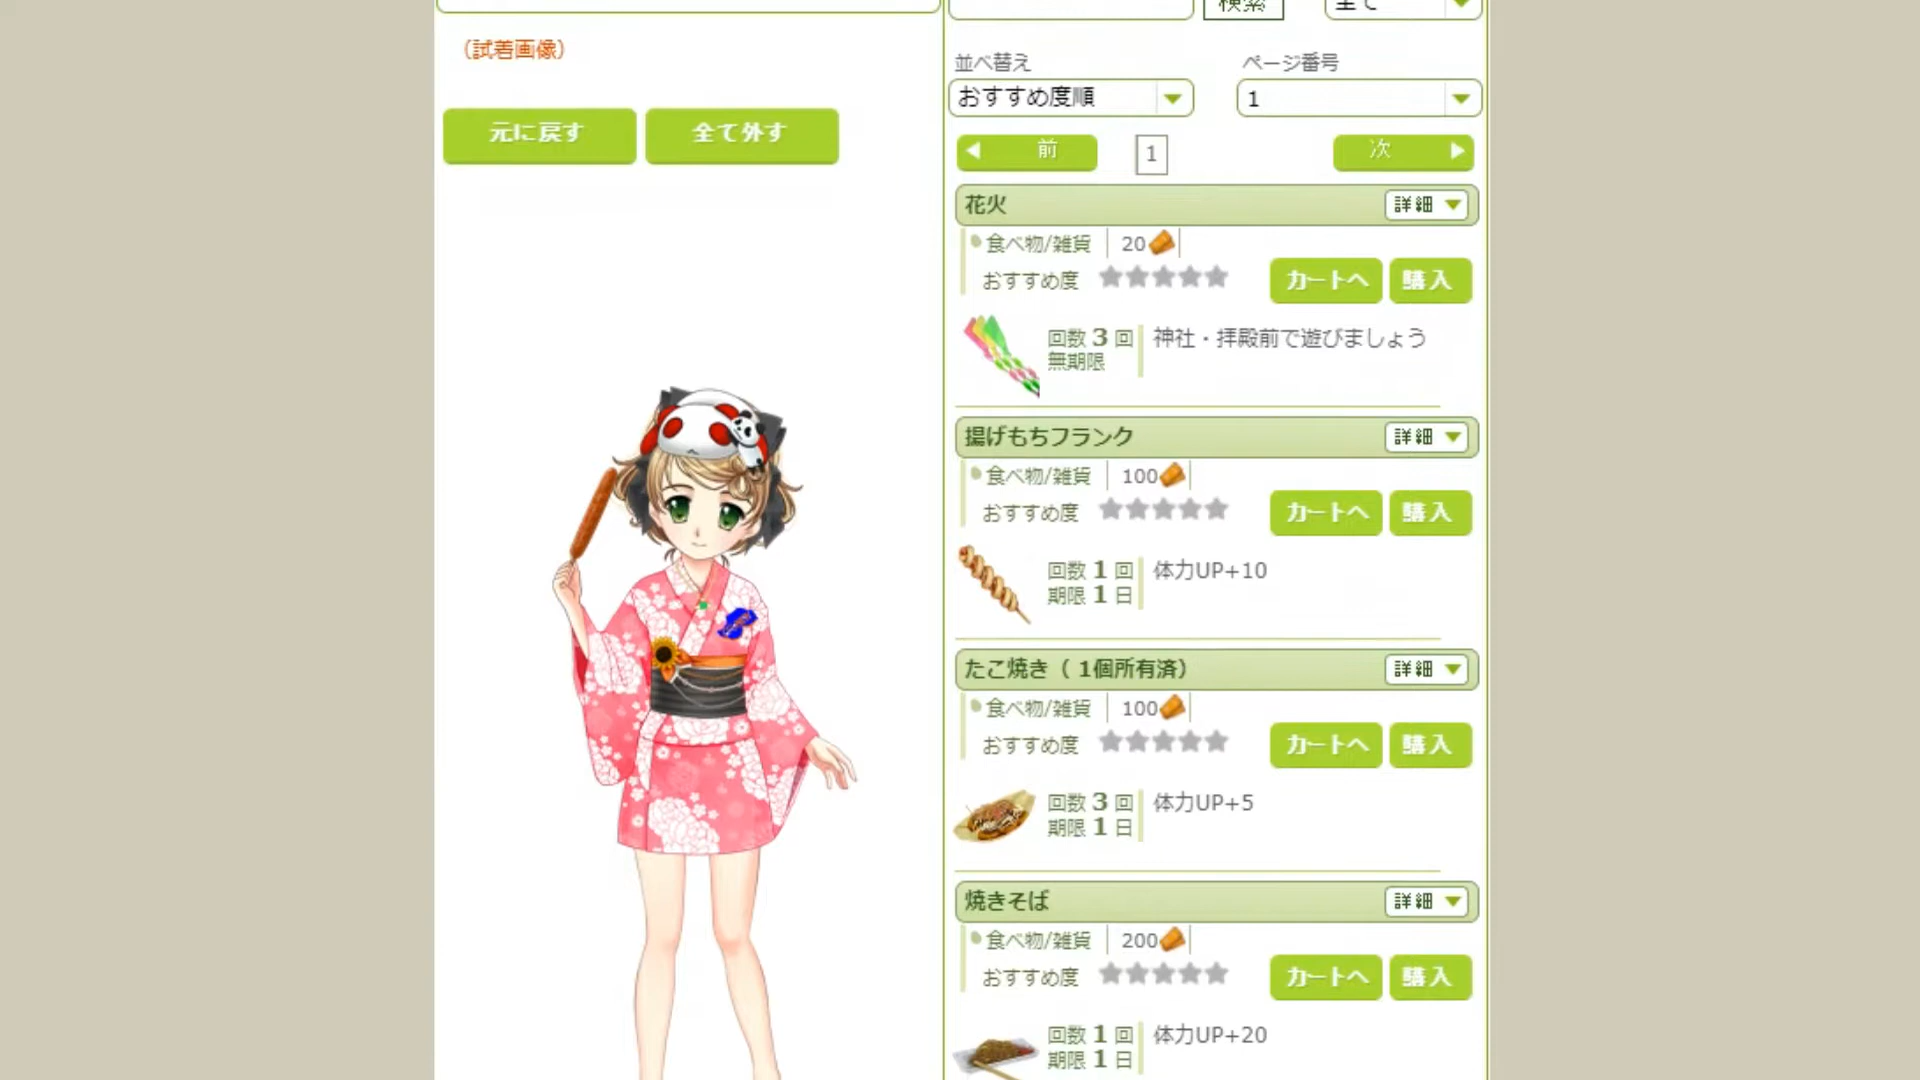 検索
全て
(試着画像)
並べ替え
ページ番号
おすすめ度順
1
元に戻す
全て外す
前
1
次
花火
詳細
食べ物/雑貨
20
おすすめ度
カートへ
購入
回数 3 回
無期限
神社・拝殿前で遊びましょう
揚げもちフランク
詳細
食べ物/雑貨
100
おすすめ度
カートへ
購入
回数 1 回
期限 1 日
体力UP+10
たこ焼き ( 1個所有済)
詳細
食べ物/雑貨
100
おすすめ度
カートへ
購入
回数 3 回
期限 1 日
体力UP+5
焼きそば
詳細
食べ物/雑貨
200
おすすめ度
カートへ
購入
回数 1 回
期限 1 日
体力UP+20